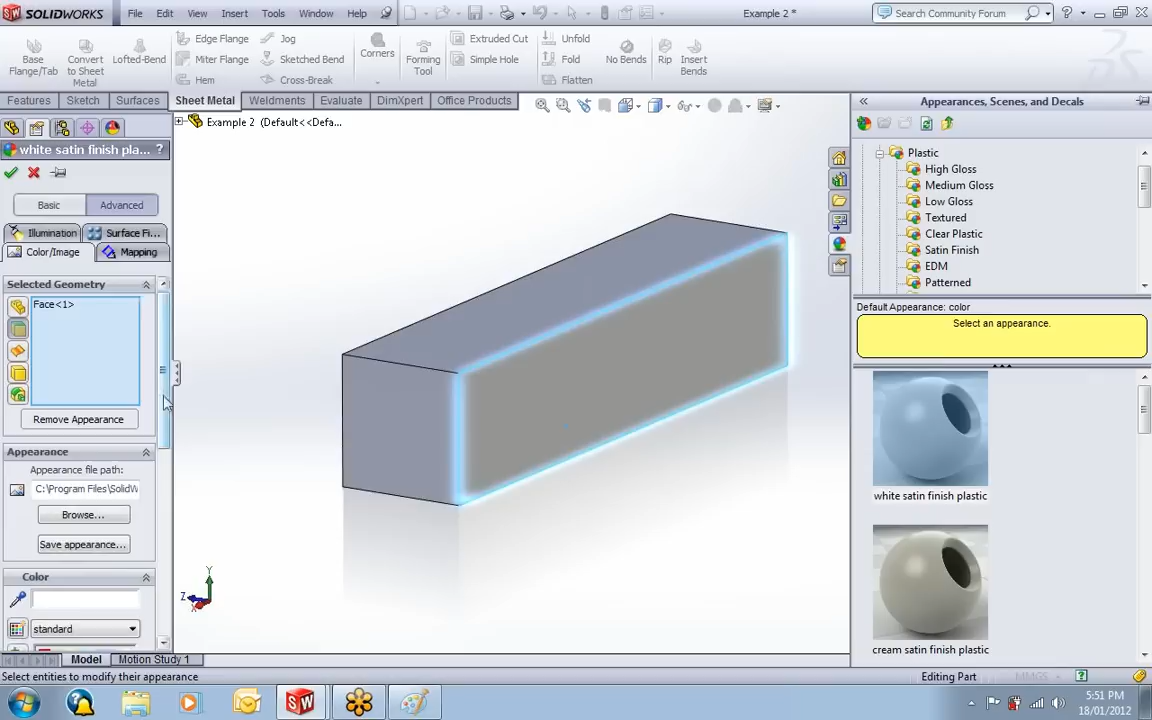 SOLIDWORKS
File
Edit
View
Insert
Tools
Window
Help
Example 2 *
Search Community Forum
Base
Flange/Tab
Convert
to Sheet
Metal
Lofted-Bend
Edge Flange
Miter Flange
Hem
Jog
Sketched Bend
Cross-Break
Corners
Forming
Tool
Extruded Cut
Simple Hole
Unfold
Fold
Flatten
No Bends
Rip
Insert
Bends
Features
Sketch
Surfaces
Sheet Metal
Weldments
Evaluate
DimXpert
Office Products
Appearances, Scenes, and Decals
Example 2 (Default<<Defa...
white satin finish pla... ?
Basic
Advanced
Illumination
Surface Fi...
Color/Image
Mapping
Selected Geometry
Face<1>
Remove Appearance
Appearance
Appearance file path:
C:\Program Files\SolidW
Browse...
Save appearance...
Color
standard
Plastic
High Gloss
Medium Gloss
Low Gloss
Textured
Clear Plastic
Satin Finish
EDM
Patterned
Default Appearance: color
Select an appearance.
white satin finish plastic
cream satin finish plastic
Y
Z
X
Model
Motion Study 1
Select entities to modify their appearance
Editing Part
MMGS
5:51 PM
18/01/2012